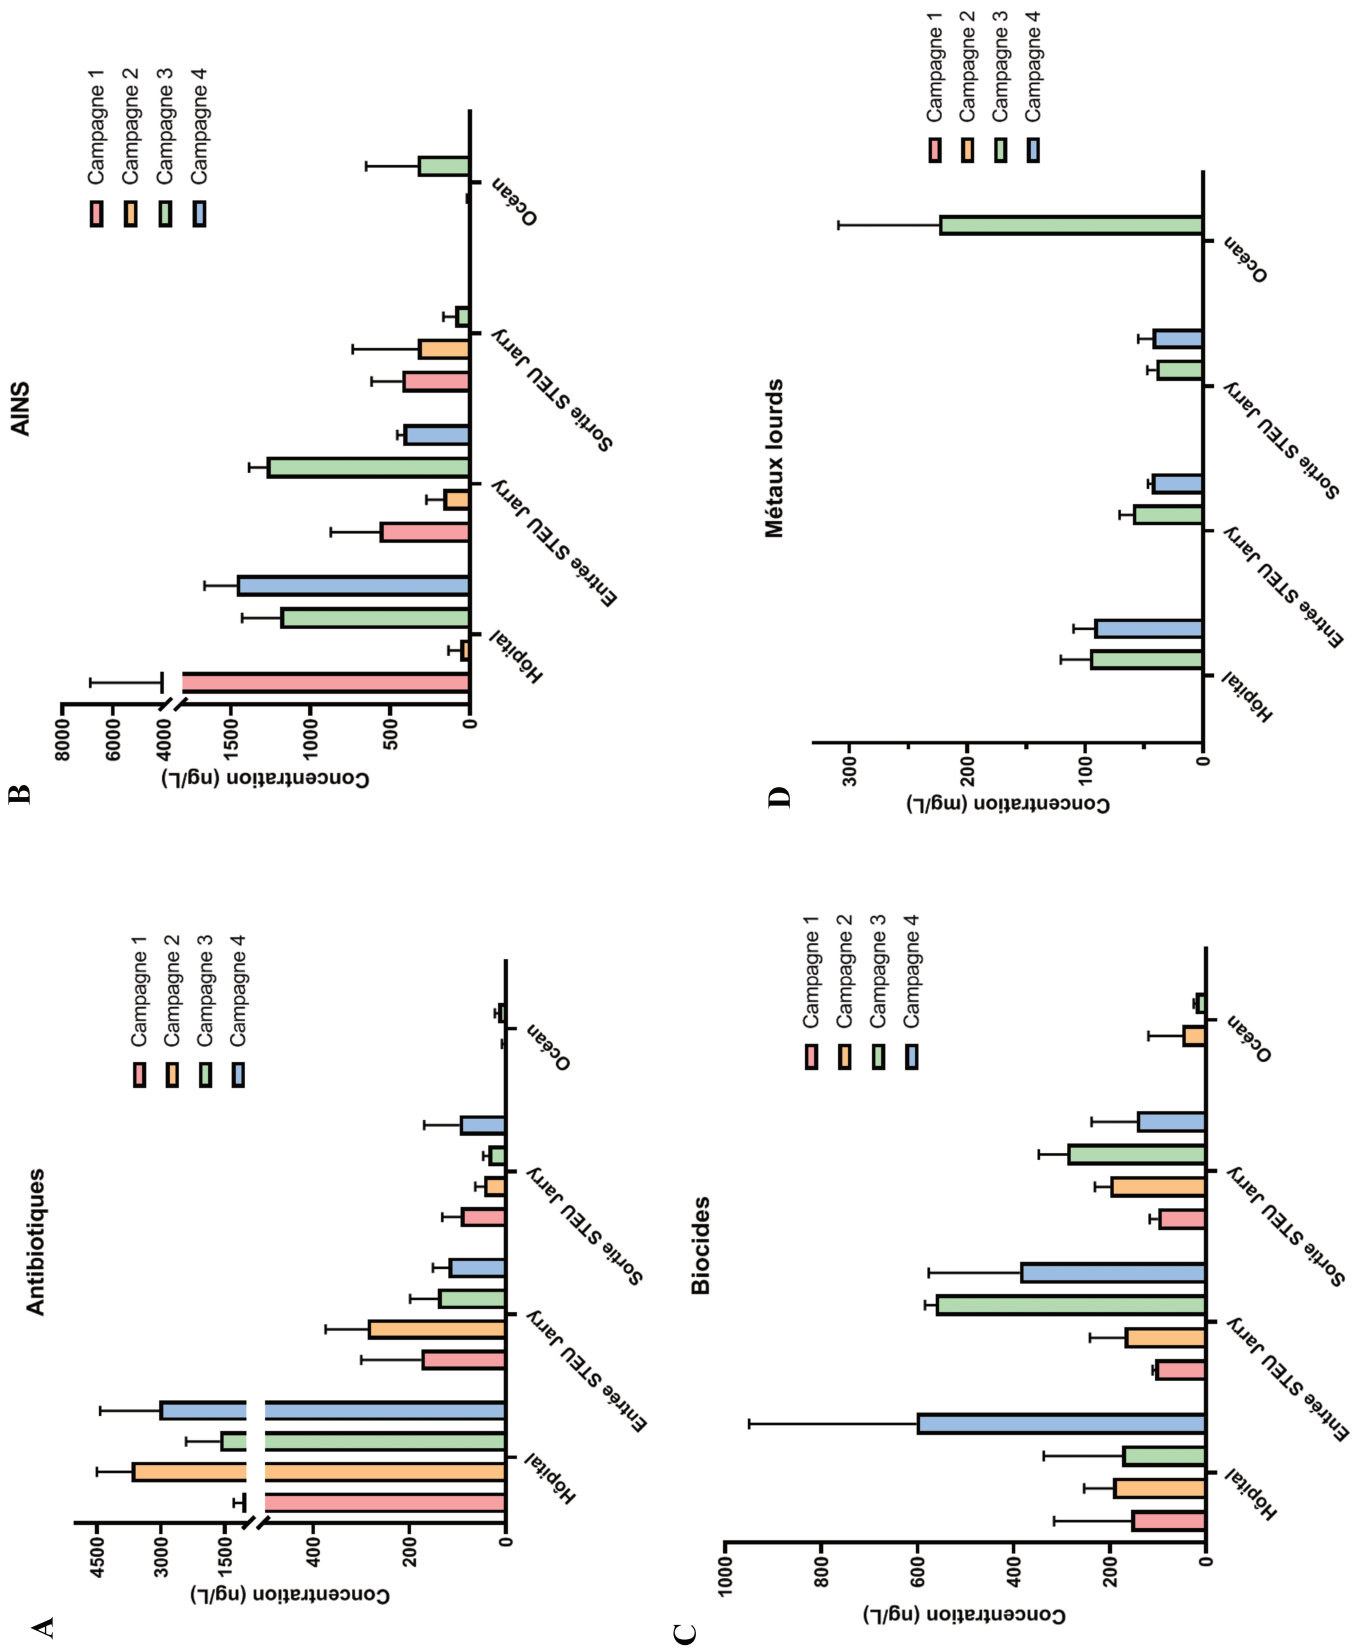 A
Antibiotiques
Concentration (ng/L)
4500
3000
1500
400
200
0
Hôpital
Entrée STEU Jarry
Sortie STEU Jarry
Océan
Campagne 1
Campagne 2
Campagne 3
Campagne 4
B
AINS
Concentration (ng/L)
8000
6000
4000
1500
1000
500
0
Hôpital
Entrée STEU Jarry
Sortie STEU Jarry
Océan
Campagne 1
Campagne 2
Campagne 3
Campagne 4
C
Biocides
Concentration (ng/L)
1000
800
600
400
200
0
Hôpital
Entrée STEU Jarry
Sortie STEU Jarry
Océan
Campagne 1
Campagne 2
Campagne 3
Campagne 4
D
Métaux lourds
Concentration (mg/L)
300
200
100
0
Hôpital
Entrée STEU Jarry
Sortie STEU Jarry
Océan
Campagne 1
Campagne 2
Campagne 3
Campagne 4